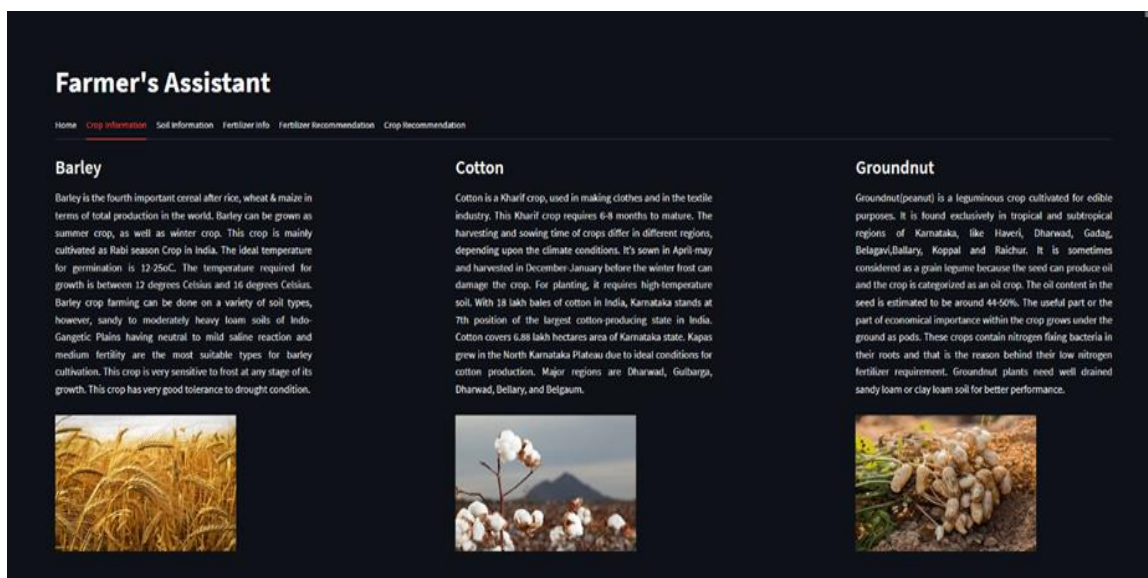 Farmer's Assistant
Home Crop Information Soil Information Fertilizer Info Fertilizer Recommendation Crop Recommendation
Barley
Barley is the fourth important cereal after rice, wheat & maize in
terms of total production in the world. Barley can be grown as
summer crop, as well as winter crop. This crop is mainly
cultivated as Rabi season Crop in India. The ideal temperature
for germination is 12-25oC. The temperature required for
growth is between 12 degrees Celsius and 16 degrees Celsius.
Barley crop farming can be done on a variety of soil types,
however, sandy to moderately heavy loam soils of Indo-
Gangetic Plains having neutral to mild saline reaction and
medium fertility are the most suitable types for barley
cultivation. This crop is very sensitive to frost at any stage of its
growth. This crop has very good tolerance to drought condition.
Cotton
Cotton is a Kharif crop, used in making clothes and in the textile
industry. This Kharif crop requires 6-8 months to mature. The
harvesting and sowing time of crops differ in different regions,
depending upon the climate conditions. It's sown in April-may
and harvested in December-January before the winter frost can
damage the crop. For planting, it requires high-temperature
soil. With 18 lakh bales of cotton in India, Karnataka stands at
7th position of the largest cotton-producing state in India.
Cotton covers 6.88 lakh hectares area of Karnataka state. Kapas
grew in the North Karnataka Plateau due to ideal conditions for
cotton production. Major regions are Dharwad, Gulbarga,
Dharwad, Bellary, and Belgaum.
Groundnut
Groundnut(peanut) is a leguminous crop cultivated for edible
purposes. It is found exclusively in tropical and subtropical
regions of Karnataka, like Haveri, Dharwad, Gadag,
Belagavi,Ballary, Koppal and Raichur. It is sometimes
considered as a grain legume because the seed can produce oil
and the crop is categorized as an oil crop. The oil content in the
seed is estimated to be around 44-50%. The useful part or the
part of economical importance within the crop grows under the
ground as pods. These crops contain nitrogen fixing bacteria in
their roots and that is the reason behind their low nitrogen
fertilizer requirement. Groundnut plants need well drained
sandy loam or clay loam soil for better performance.